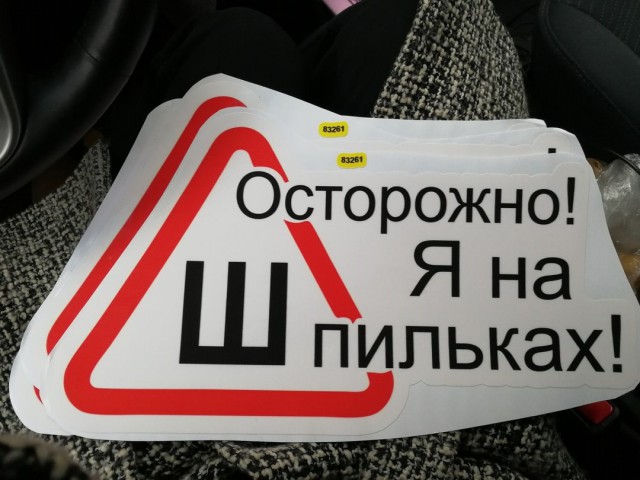 83261
83261
Осторожно!
Я на
Шпильках!
!